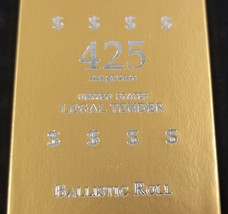 $ $ $ $
425
LEGAL TENDER
$ $ $ $
BALLISTIC ROLL